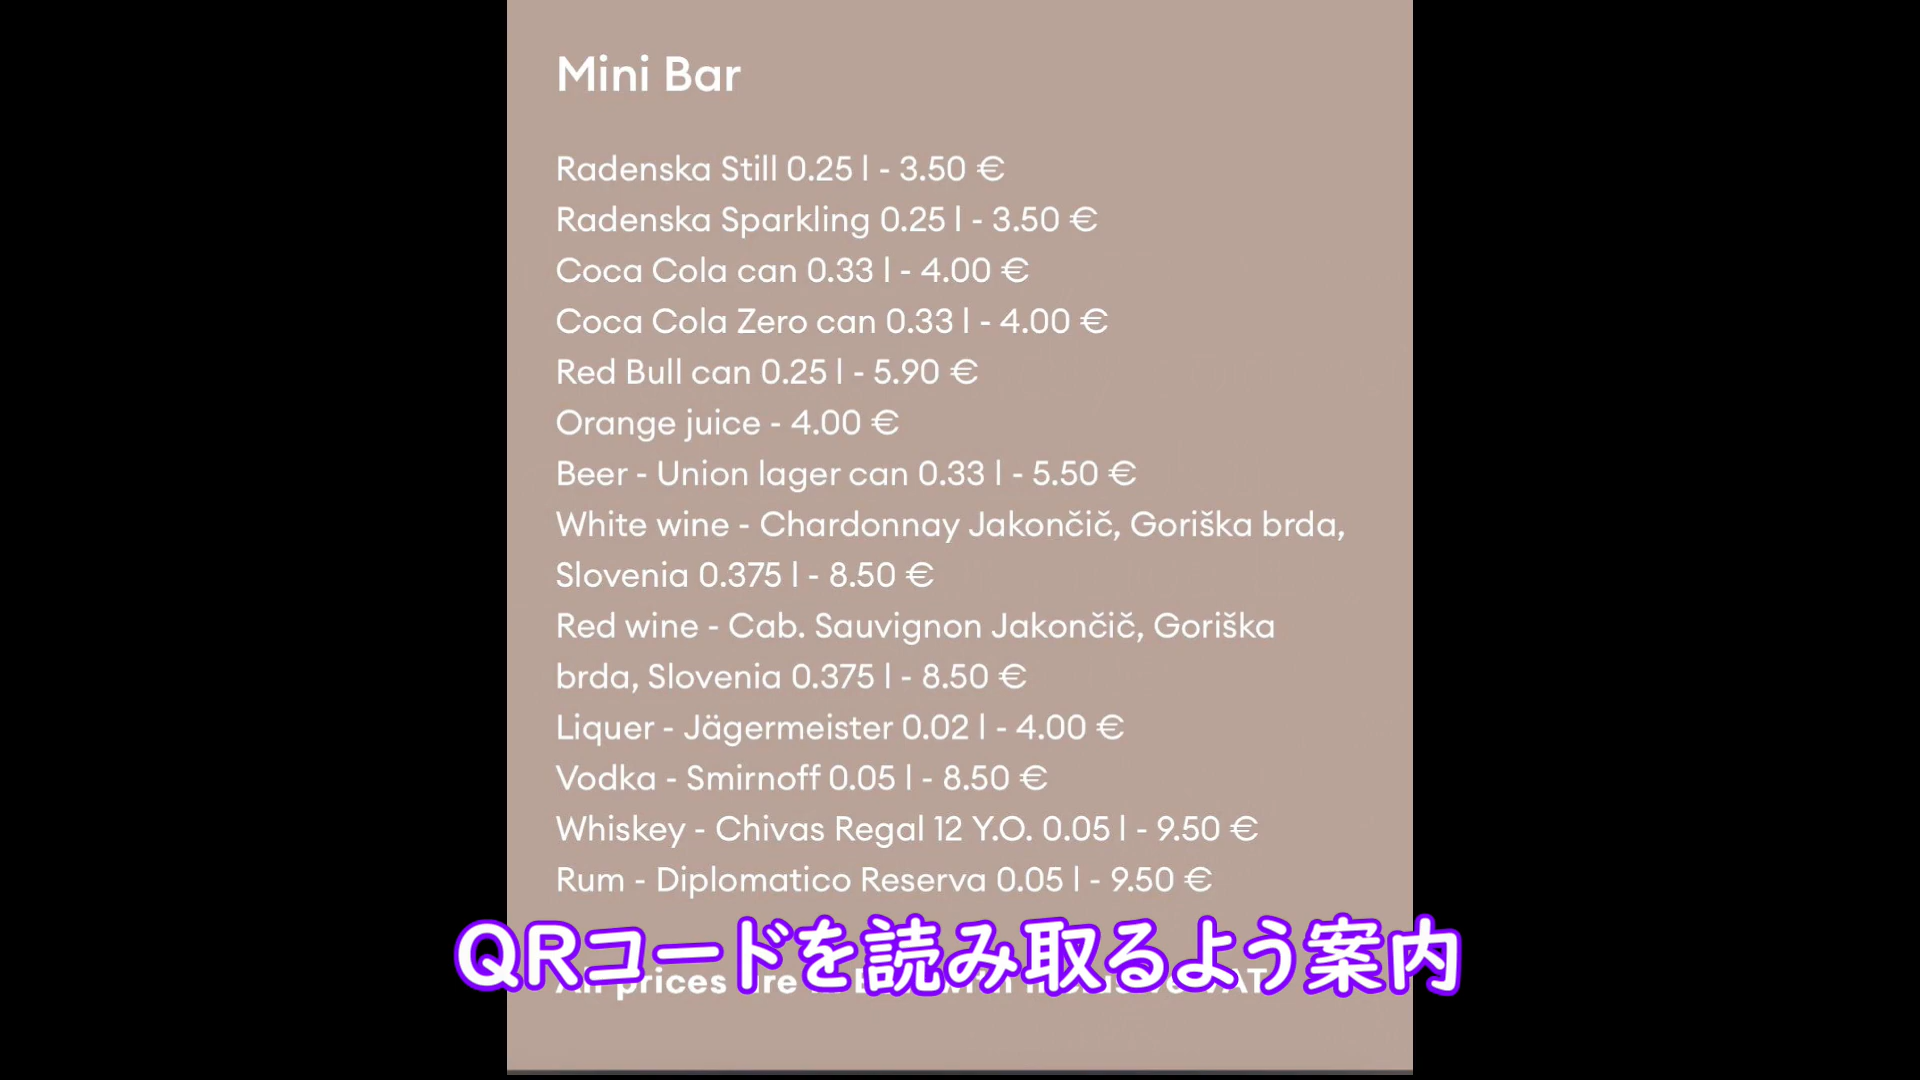 Mini Bar
Radenska Still 0.25 l - 3.50 €
Radenska Sparkling 0.25 l - 3.50 €
Coca Cola can 0.33 l - 4.00 €
Coca Cola Zero can 0.33 l - 4.00 €
Red Bull can 0.25 l - 5.90 €
Orange juice - 4.00 €
Beer - Union lager can 0.33 l - 5.50 €
White wine - Chardonnay Jakončič, Goriška brda,
Slovenia 0.375 l - 8.50 €
Red wine - Cab. Sauvignon Jakončič, Goriška
brda, Slovenia 0.375 l - 8.50 €
Liquer - Jägermeister 0.02 l - 4.00 €
Vodka - Smirnoff 0.05 l - 8.50 €
Whiskey - Chivas Regal 12 Y.O. 0.05 l - 9.50 €
Rum - Diplomatico Reserva 0.05 l - 9.50 €
QRコードを読み取るよう案内
All prices are VAT